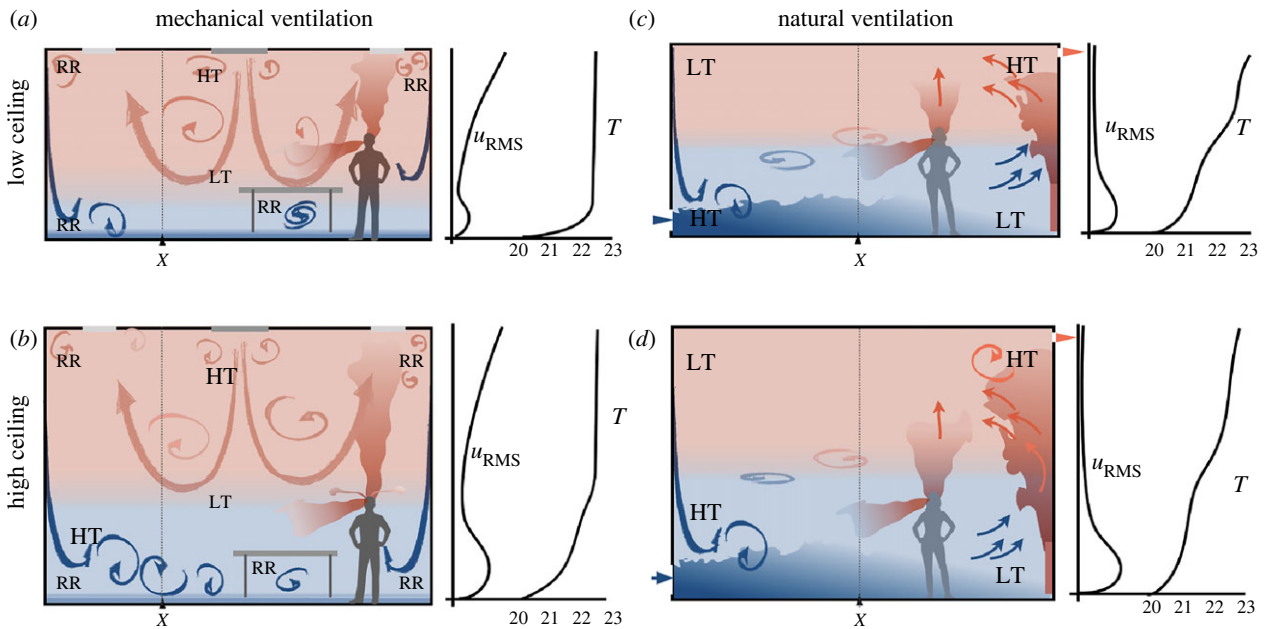 mechanical ventilation
natural ventilation
(a)
low ceiling
RR
HT
RR
LT
RR
RR
X
u_RMS
T
20 21 22 23
(c)
LT
HT
HT
LT
X
u_RMS
T
20 21 22 23
(b)
high ceiling
RR
HT
RR
LT
HT
RR
RR
RR
X
u_RMS
T
20 21 22 23
(d)
LT
HT
HT
LT
X
u_RMS
T
20 21 22 23